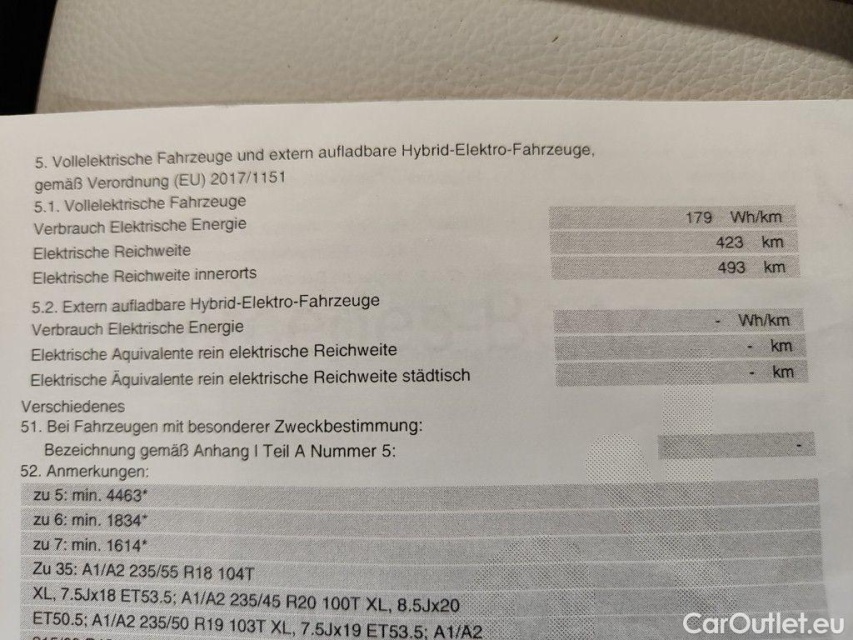 5. Vollelektrische Fahrzeuge und extern aufladbare Hybrid-Elektro-Fahrzeuge,
gemäß Verordnung (EU) 2017/1151
5.1. Vollelektrische Fahrzeuge
Verbrauch Elektrische Energie 179 Wh/km
Elektrische Reichweite 423 km
Elektrische Reichweite innerorts 493 km
5.2. Extern aufladbare Hybrid-Elektro-Fahrzeuge
Verbrauch Elektrische Energie - Wh/km
Elektrische Äquivalente rein elektrische Reichweite - km
Elektrische Äquivalente rein elektrische Reichweite städtisch - km
Verschiedenes
51. Bei Fahrzeugen mit besonderer Zweckbestimmung:
Bezeichnung gemäß Anhang I Teil A Nummer 5: -
52. Anmerkungen:
zu 5: min. 4463*
zu 6: min. 1834*
zu 7: min. 1614*
Zu 35: A1/A2 235/55 R18 104T
XL, 7.5Jx18 ET53.5; A1/A2 235/45 R20 100T XL, 8.5Jx20
ET50.5; A1/A2 235/50 R19 103T XL, 7.5Jx19 ET53.5; A1/A2
CarOutlet.eu